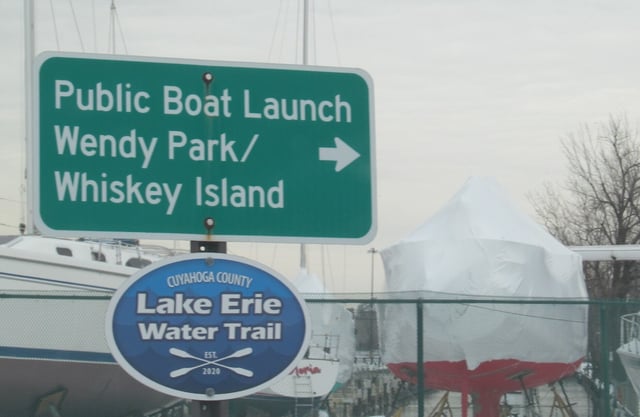 Public Boat Launch
Wendy Park/
Whiskey Island
CUYAHOGA COUNTY
Lake Erie
Water Trail
EST.
2020